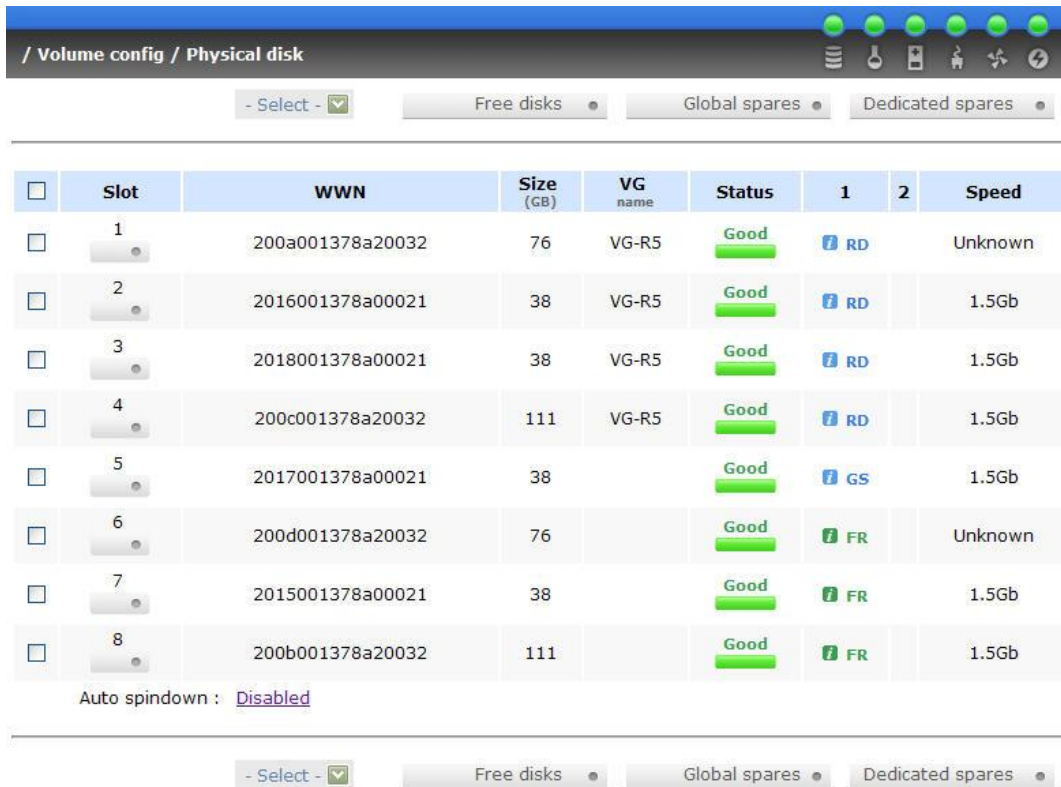 / Volume config / Physical disk
- Select - Free disks Global spares Dedicated spares
Slot WWN Size (GB) VG name Status 1 2 Speed
1 200a001378a20032 76 VG-R5 Good RD Unknown
2 2016001378a00021 38 VG-R5 Good RD 1.5Gb
3 2018001378a00021 38 VG-R5 Good RD 1.5Gb
4 200c001378a20032 111 VG-R5 Good RD 1.5Gb
5 2017001378a00021 38 Good GS 1.5Gb
6 200d001378a20032 76 Good FR Unknown
7 2015001378a00021 38 Good FR 1.5Gb
8 200b001378a20032 111 Good FR 1.5Gb
Auto spindown : Disabled
- Select - Free disks Global spares Dedicated spares